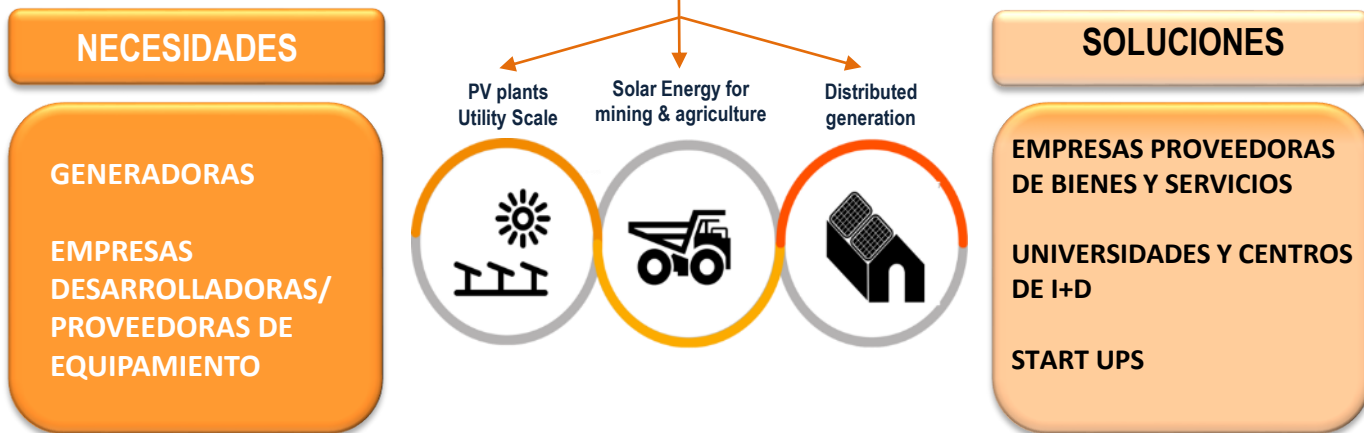 NECESIDADES
GENERADORAS
EMPRESAS
DESARROLLADORAS/
PROVEEDORAS DE
EQUIPAMIENTO
PV plants
Utility Scale
Solar Energy for
mining & agriculture
Distributed
generation
SOLUCIONES
EMPRESAS PROVEEDORAS
DE BIENES Y SERVICIOS
UNIVERSIDADES Y CENTROS
DE I+D
START UPS